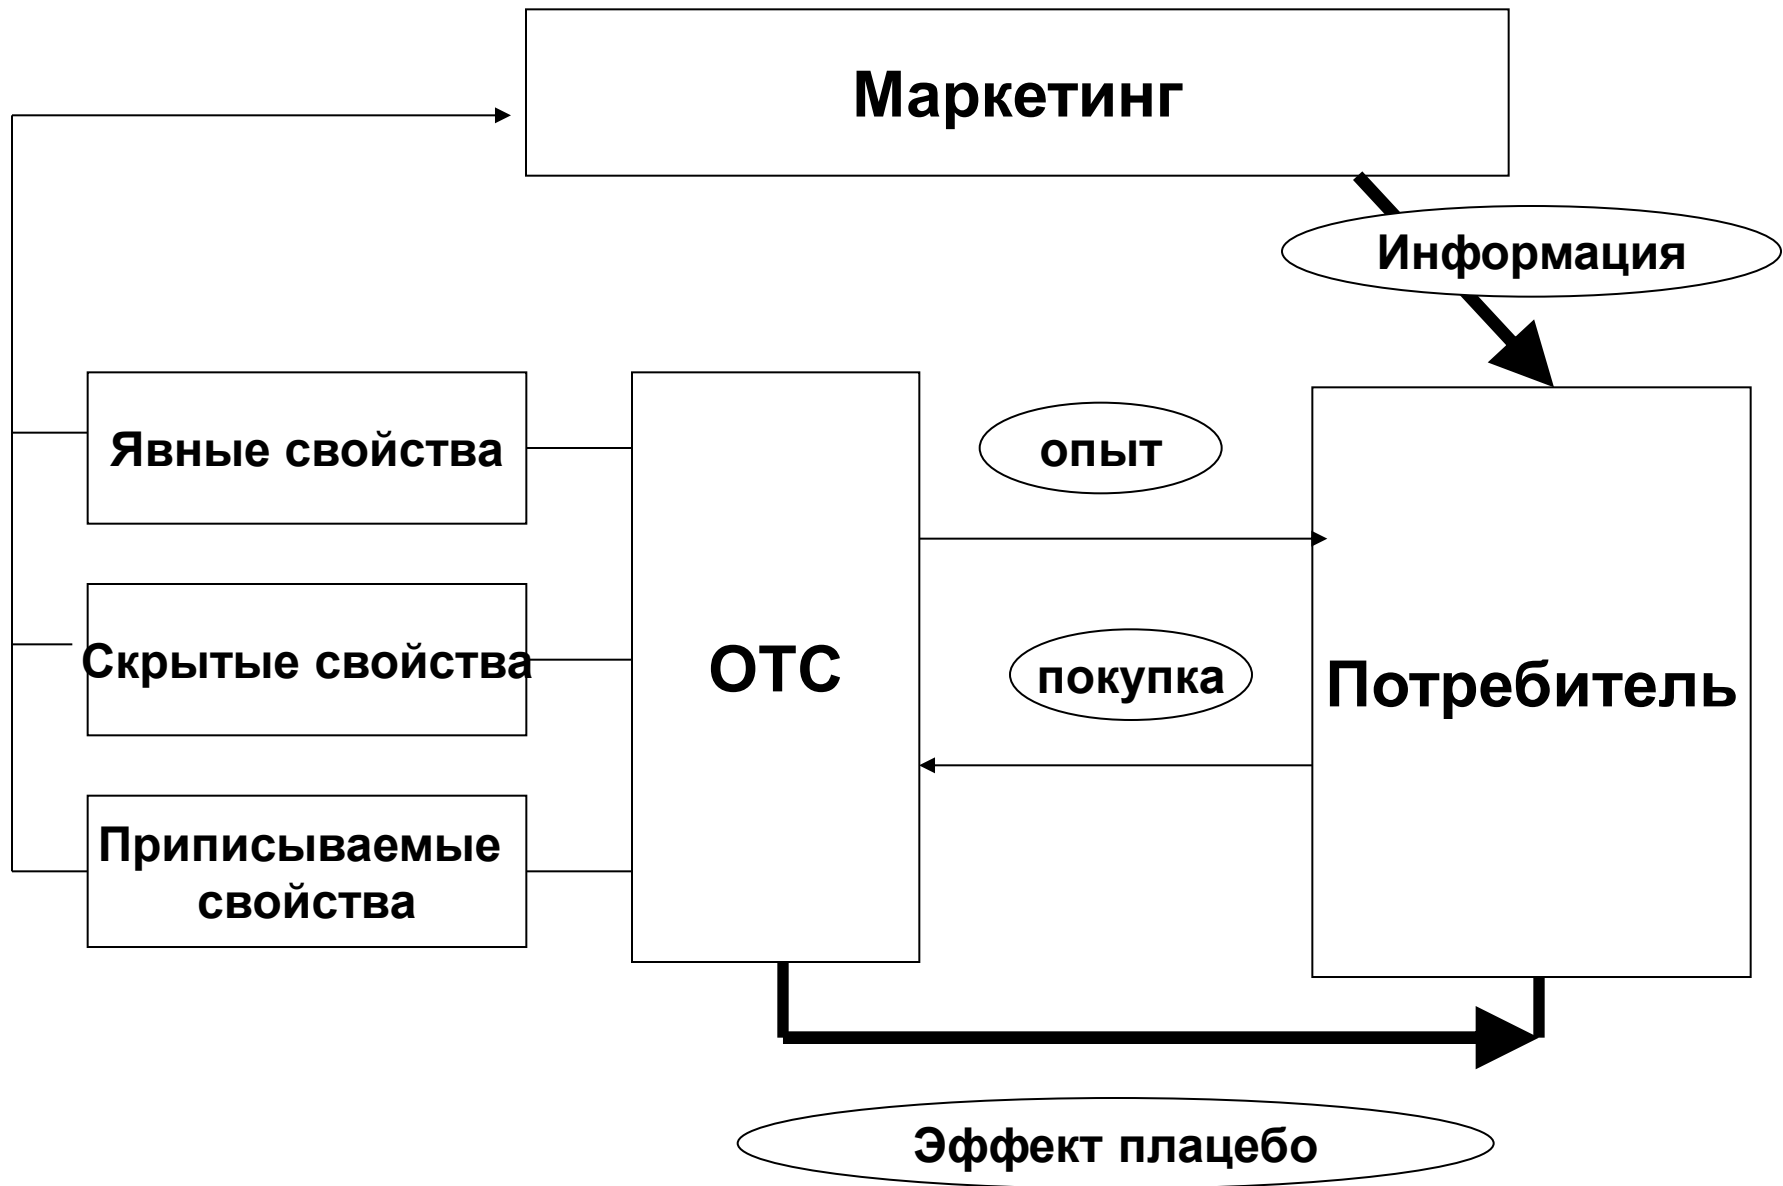 Маркетинг
Информация
Явные свойства
опыт
Скрытые свойства
ОТС
покупка
Потребитель
Приписываемые
свойства
Эффект плацебо